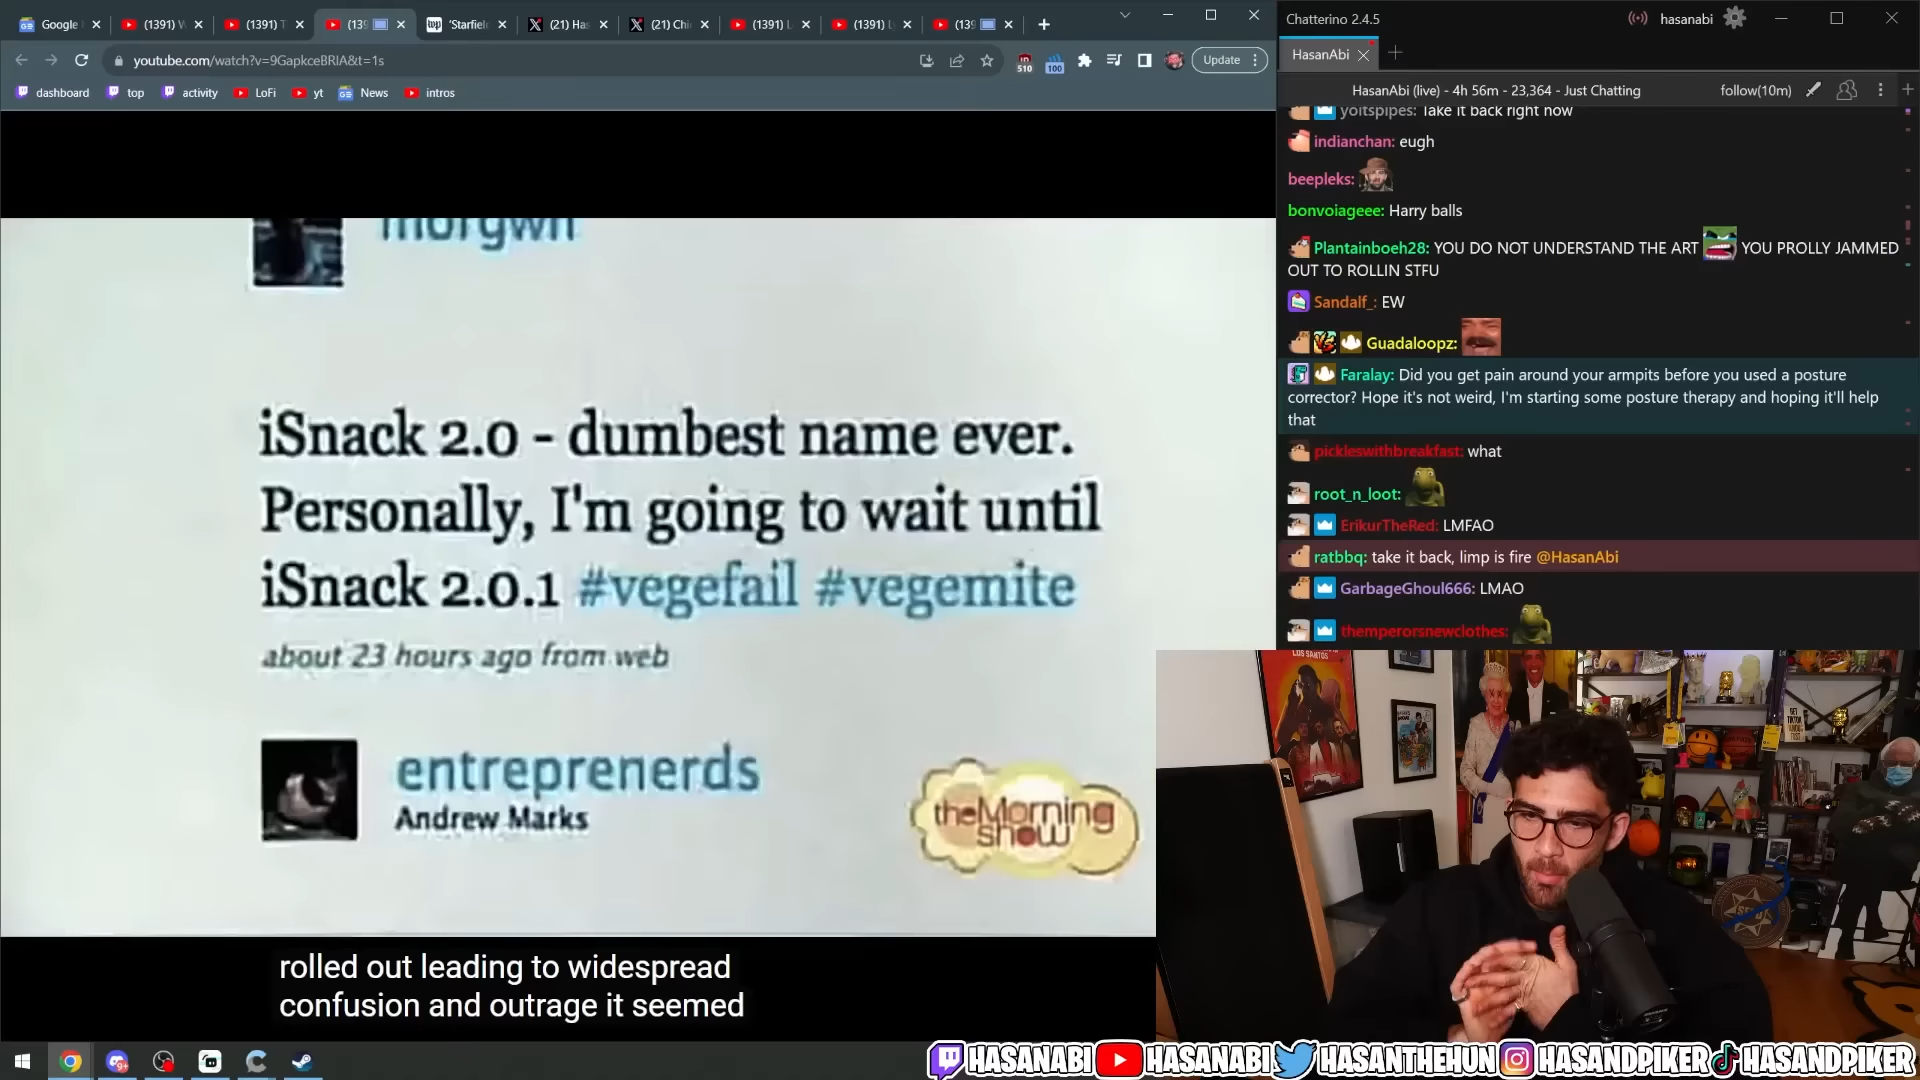 Google
(1391) W
(1391) T
(139
'Starfiel
(21) Has
(21) Chi
(1391) L
(1391) L
(139
youtube.com/watch?v=9GapkceBRIA&t=1s
510
100
Update
dashboard
top
activity
LoFi
yt
News
intros
morgwn
iSnack 2.0 - dumbest name ever.
Personally, I'm going to wait until
iSnack 2.0.1 #vegefail #vegemite
about 23 hours ago from web
entreprenerds
Andrew Marks
theMorning
show
rolled out leading to widespread
confusion and outrage it seemed
Chatterino 2.4.5
hasanabi
HasanAbi
HasanAbi (live) - 4h 56m - 23,364 - Just Chatting
follow(10m)
yoltspipes: Take it back right now
indianchan: eugh
beepleks:
bonvoiageee: Harry balls
Plantainboeh28: YOU DO NOT UNDERSTAND THE ART YOU PROLLY JAMMED
OUT TO ROLLIN STFU
Sandalf_: EW
Guadaloopz:
Faralay: Did you get pain around your armpits before you used a posture
corrector? Hope it's not weird, I'm starting some posture therapy and hoping it'll help
that
pickleswithbreakfast: what
root_n_loot:
ErikurTheRed: LMFAO
ratbbq: take it back, limp is fire @HasanAbi
GarbageGhoul666: LMAO
themperorsnewclothes:
LOS SANTOS
HASANABI
HASANABI
HASANTHEHUN
HASANDPIKER
HASANDPIKER